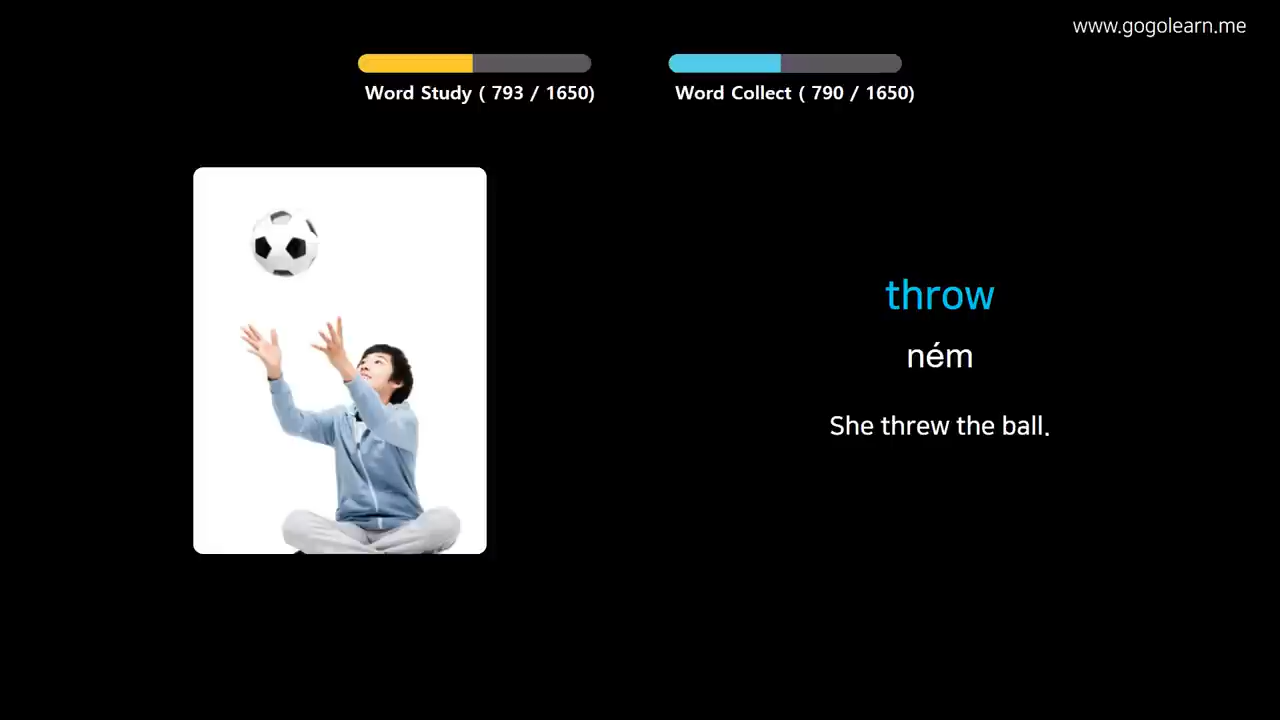 www.gogolearn.me
Word Study ( 793 / 1650)
Word Collect ( 790 / 1650)
throw
ném
She threw the ball.